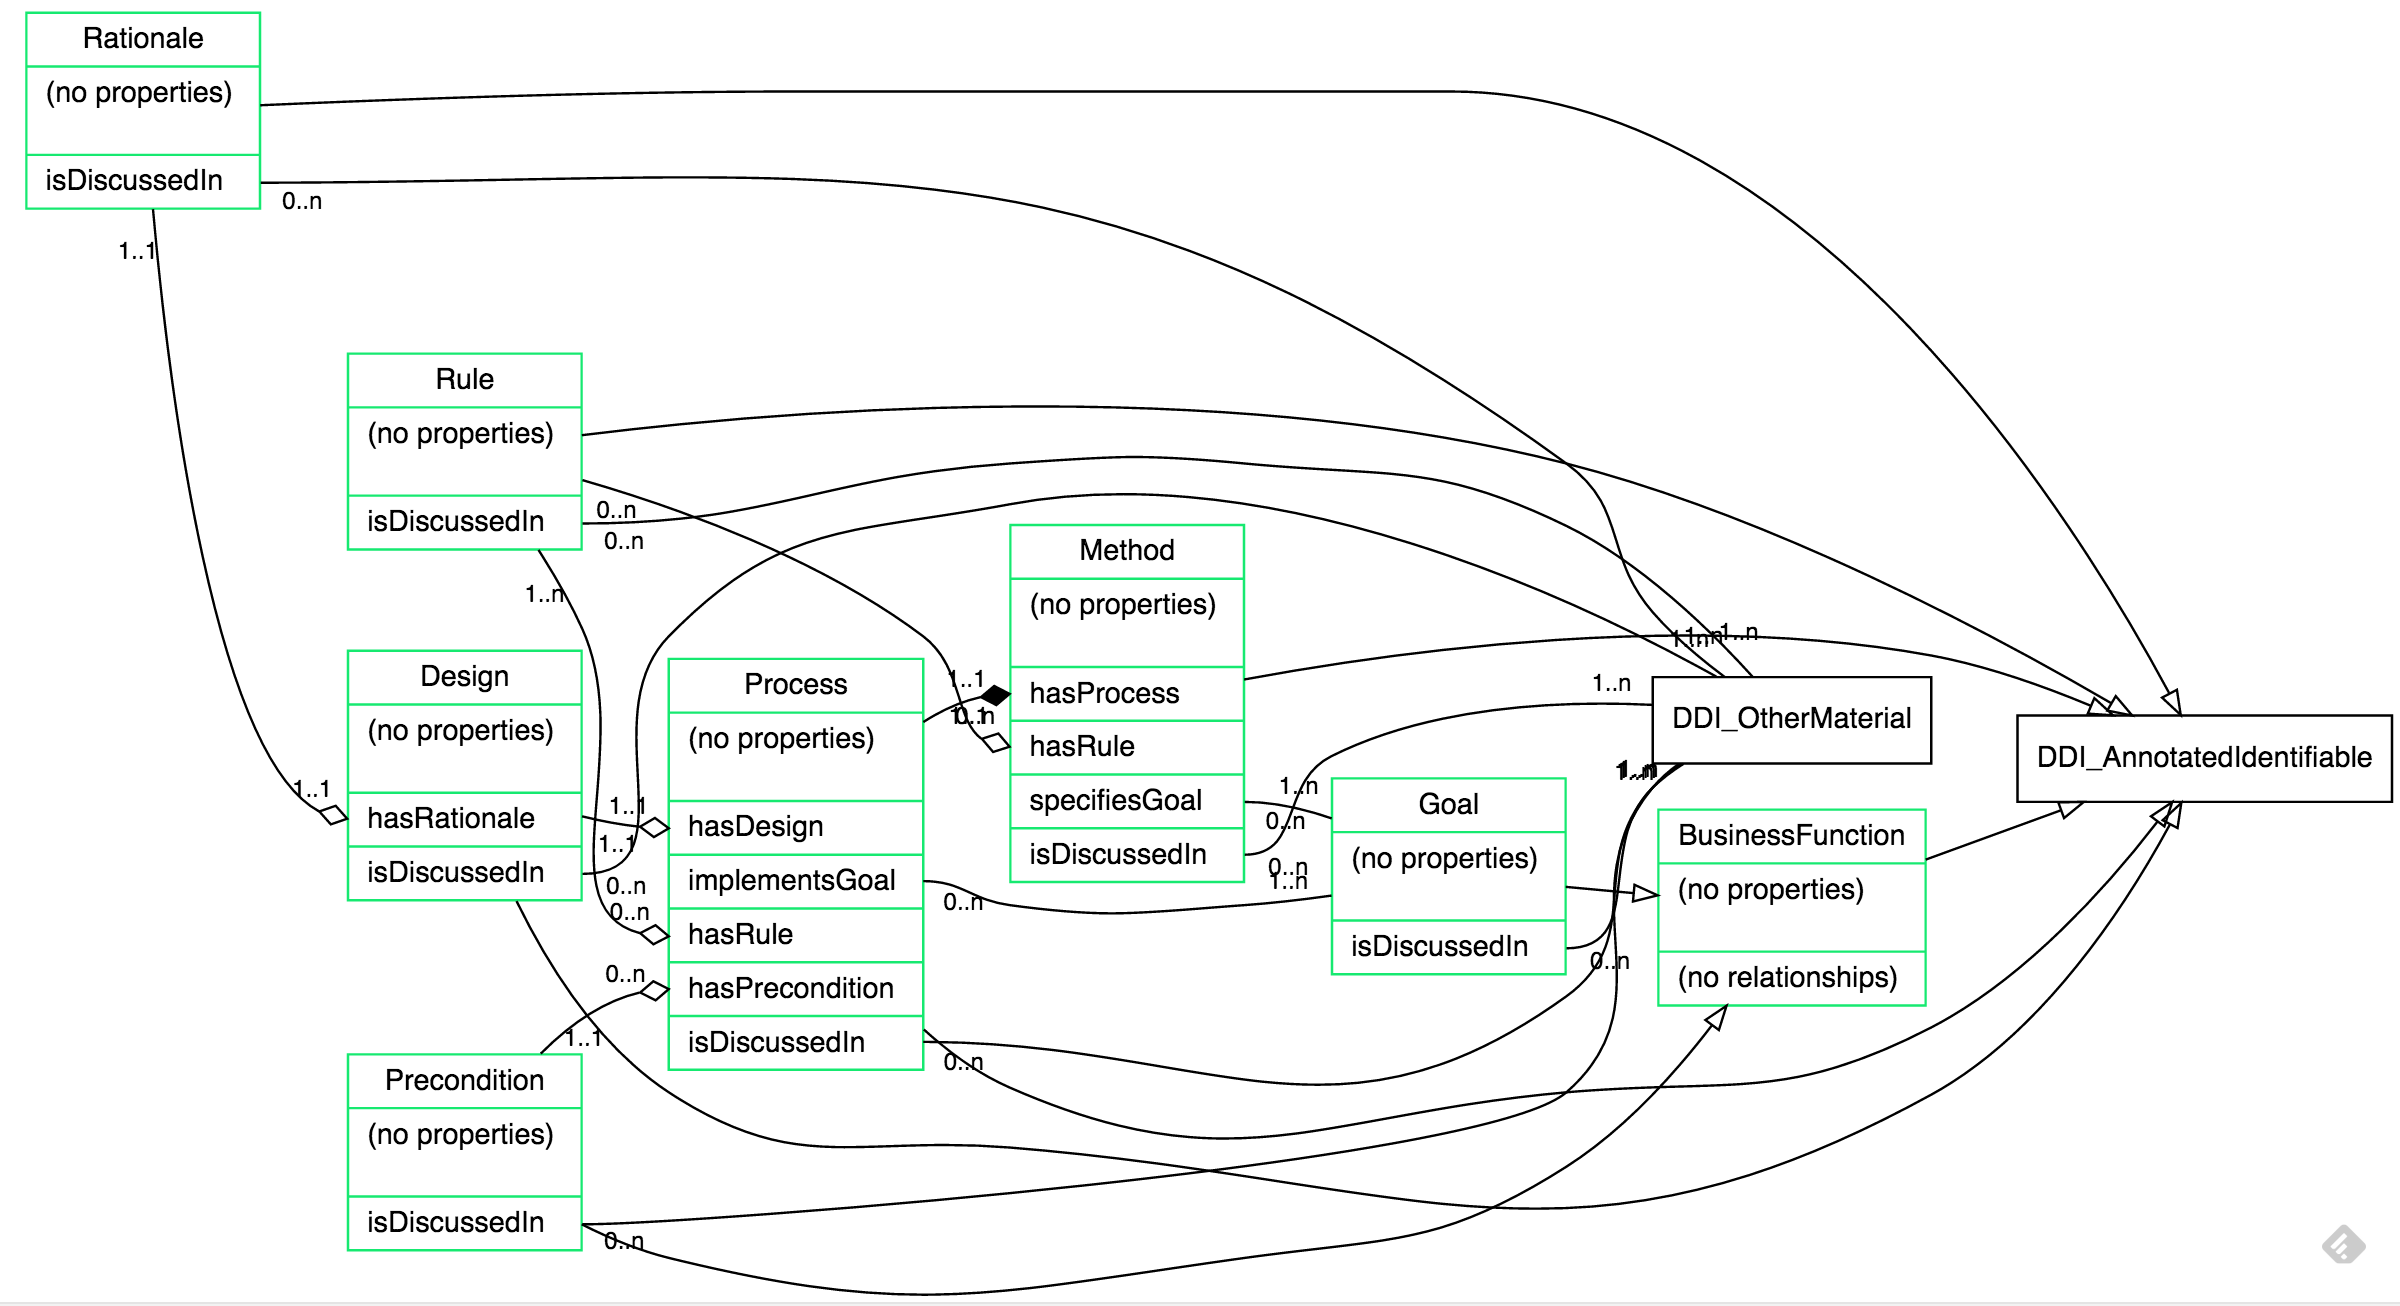 Rationale
(no properties)
isDiscussedIn
0..n
1..1
Rule
(no properties)
isDiscussedIn
0..n
0..n
1..n
Design
(no properties)
hasRationale
isDiscussedIn
1..1
1..1
1..1
0..n
0..n
0..n
1..1
Process
(no properties)
hasDesign
implementsGoal
hasRule
hasPrecondition
isDiscussedIn
1..1
0..n
0..n
Method
(no properties)
hasProcess
hasRule
specifiesGoal
isDiscussedIn
1..n
0..n
0..n
1..n
Goal
(no properties)
isDiscussedIn
0..n
1..n
1..n
DDI_OtherMaterial
BusinessFunction
(no properties)
(no relationships)
DDI_AnnotatedIdentifiable
Precondition
(no properties)
isDiscussedIn
0..n